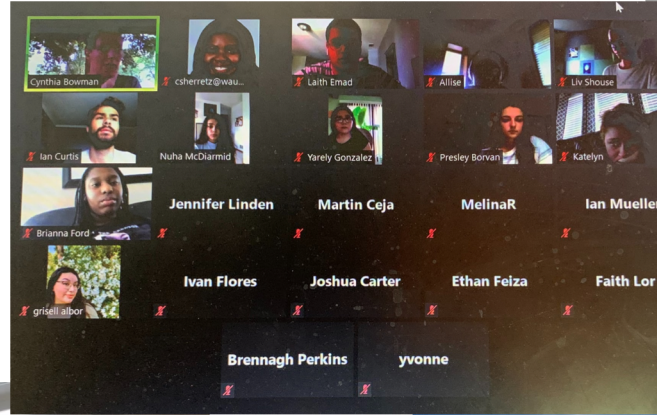 Cynthia Bowman
csherretz@wau...
Laith Emad
Allise
Liv Shouse
Ian Curtis
Nuha McDiarmid
Yarely Gonzalez
Presley Borvan
Katelyn
Brianna Ford
Jennifer Linden
Martin Ceja
MelinaR
Ian Mueller
grisell albor
Ivan Flores
Joshua Carter
Ethan Feiza
Faith Lor
Brennagh Perkins
yvonne